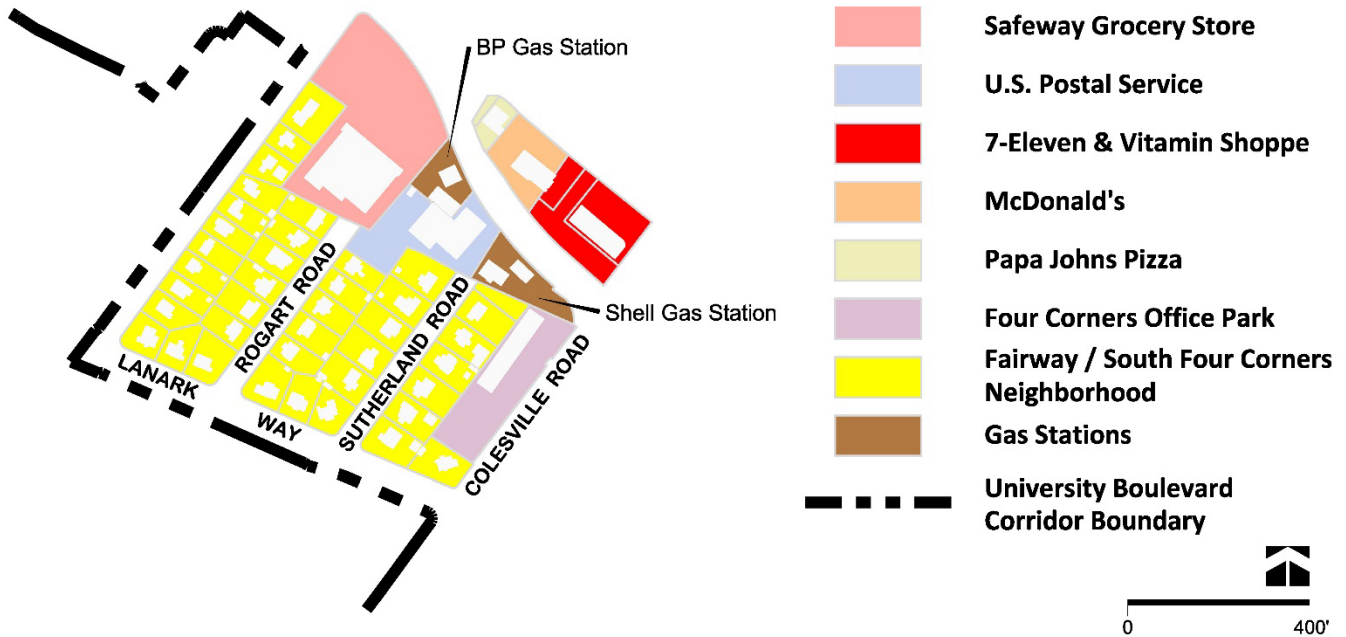 BP Gas Station
Shell Gas Station
LANARK
WAY
ROGART ROAD
SUTHERLAND ROAD
COLESVILLE ROAD
Safeway Grocery Store
U.S. Postal Service
7-Eleven & Vitamin Shoppe
McDonald's
Papa Johns Pizza
Four Corners Office Park
Fairway / South Four Corners
Neighborhood
Gas Stations
University Boulevard
Corridor Boundary
0
400'